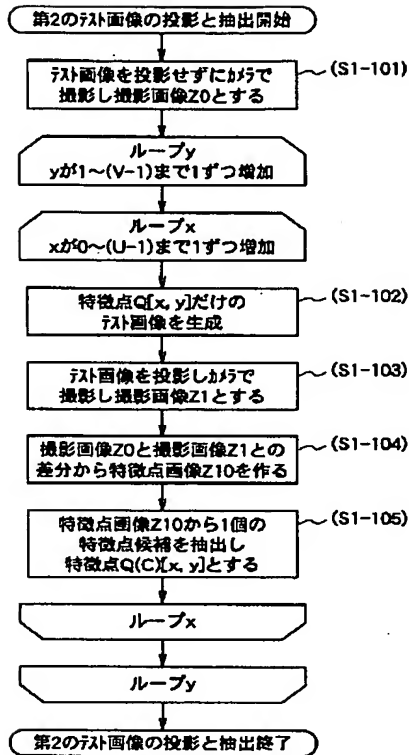 第2のテスト画像の投影と抽出開始
テスト画像を投影せずにカメラで
撮影し撮影画像Z0とする
(S1-101)
ループy
yが1~(V-1)まで1ずつ増加
ループx
xが0~(U-1)まで1ずつ増加
特徴点Q[x, y]だけの
テスト画像を生成
(S1-102)
テスト画像を投影しカメラで
撮影し撮影画像Z1とする
(S1-103)
撮影画像Z0と撮影画像Z1との
差分から特徴点画像Z10を作る
(S1-104)
特徴点画像Z10から1個の
特徴点候補を抽出し
特徴点Q(C)[x, y]とする
(S1-105)
ループx
ループy
第2のテスト画像の投影と抽出終了